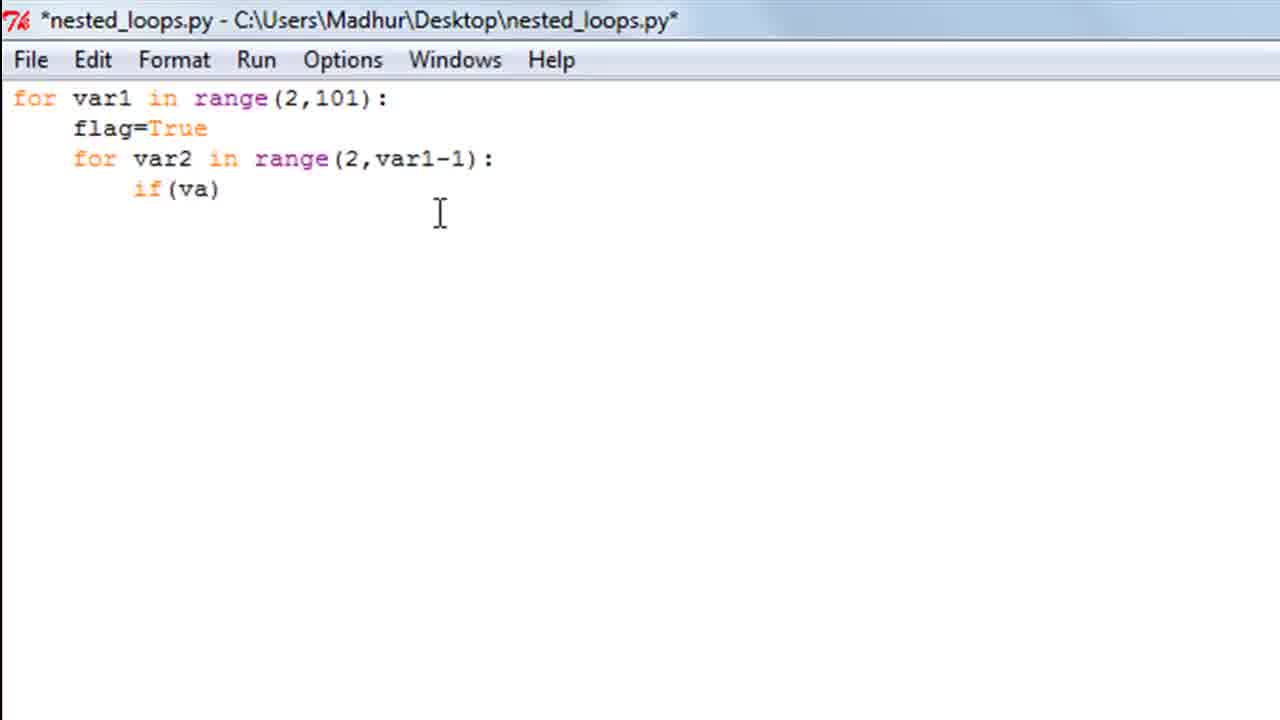 *nested_loops.py - C:\Users\Madhur\Desktop\nested_loops.py*
File Edit Format Run Options Windows Help
for var1 in range(2,101):
    flag=True
    for var2 in range(2,var1-1):
        if(va)